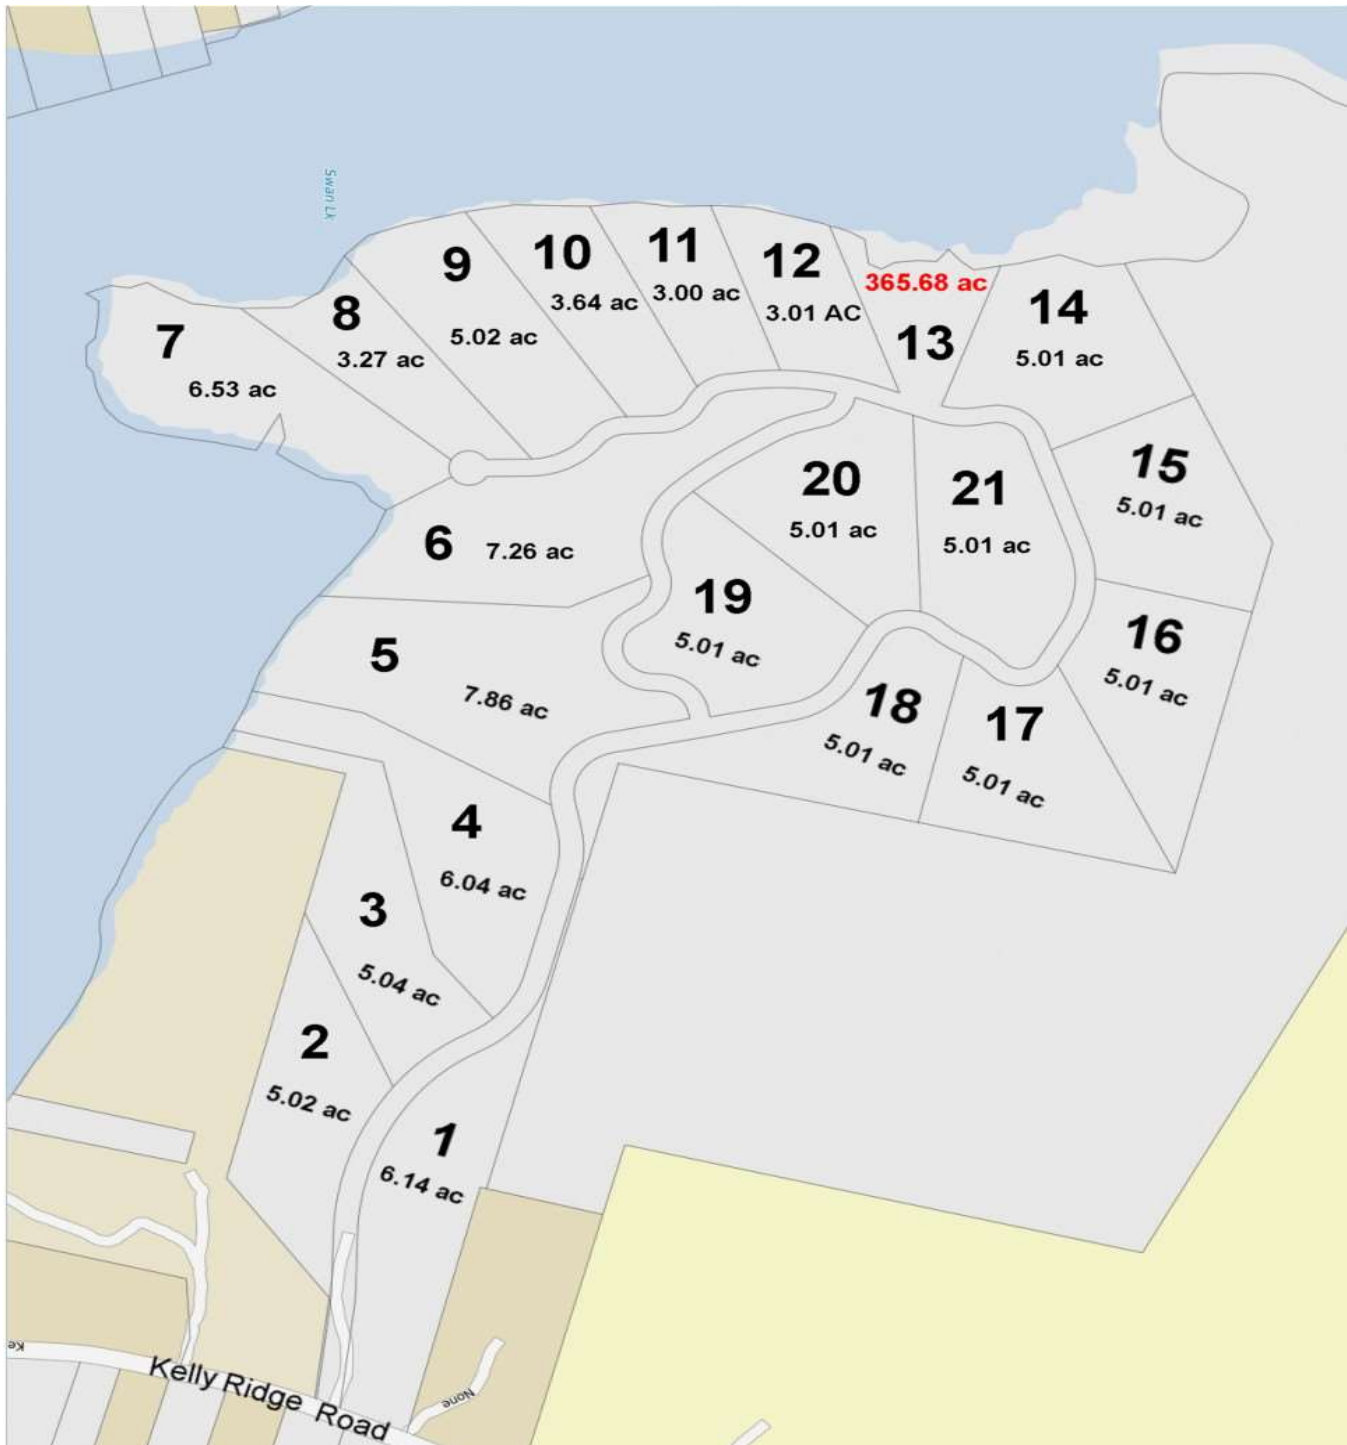 Swan Lk
9
5.02 ac
10
3.64 ac
11
3.00 ac
12
3.01 AC
365.68 ac
13
14
5.01 ac
8
3.27 ac
7
6.53 ac
15
5.01 ac
20
5.01 ac
21
5.01 ac
6 7.26 ac
19
5.01 ac
16
5.01 ac
5
7.86 ac
18
5.01 ac
17
5.01 ac
4
6.04 ac
3
5.04 ac
2
5.02 ac
1
6.14 ac
Ke
Kelly Ridge Road
None